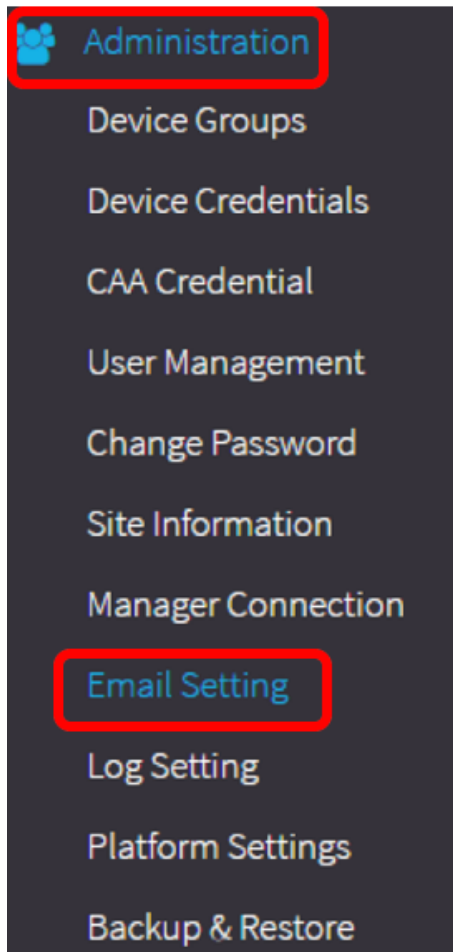 Administration
Device Groups
Device Credentials
CAA Credential
User Management
Change Password
Site Information
Manager Connection
Email Setting
Log Setting
Platform Settings
Backup & Restore